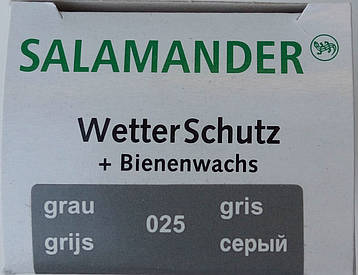 SALAMANDER
WetterSchutz
+ Bienenwachs
grau 025 gris
grijs серый